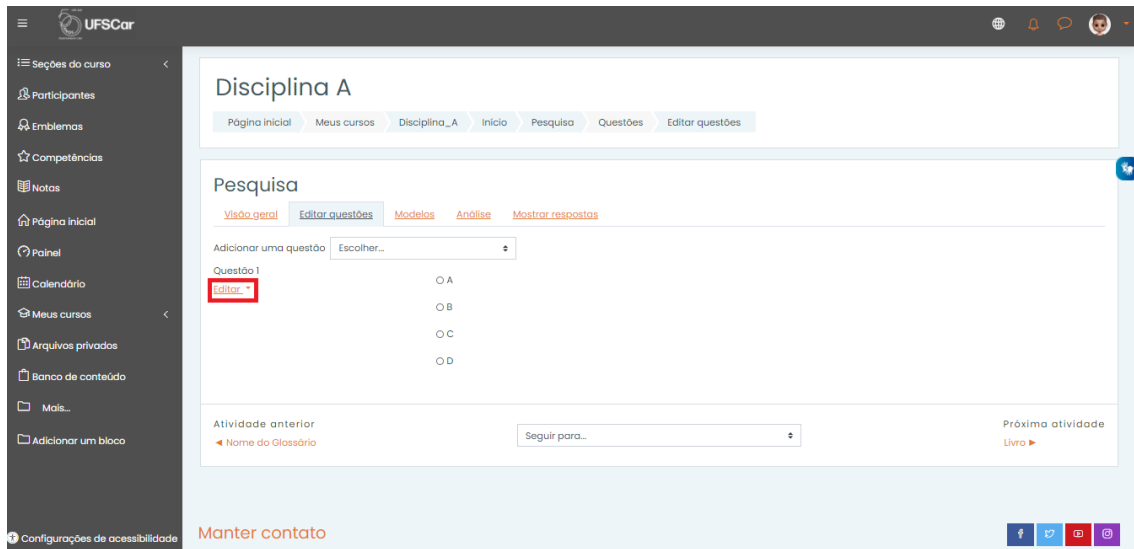 UFSCar
Seções do curso
Participantes
Emblemas
Competências
Notas
Página inicial
Painel
Calendário
Meus cursos
Arquivos privados
Banco de conteúdo
Mais...
Adicionar um bloco
Configurações de acessibilidade
Disciplina A
Página inicial Meus cursos Disciplina_A Início Pesquisa Questões Editar questões
Pesquisa
Visão geral Editar questões Modelos Análise Mostrar respostas
Adicionar uma questão Escolher...
Questão 1
Editar
A
B
C
D
Atividade anterior
◄ Nome do Glossário
Seguir para...
Próxima atividade
Livro ►
Manter contato